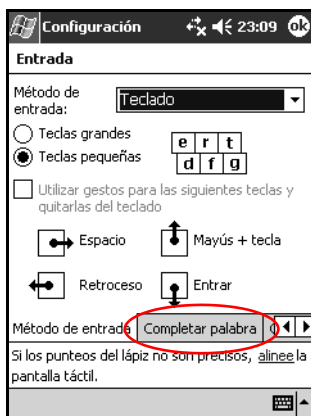 Configuración 23:09 ok
Entrada
Método de entrada: Teclado
Teclas grandes
Teclas pequeñas
e r t
d f g
Utilizar gestos para las siguientes teclas y
quitarlas del teclado
Espacio Mayús + tecla
Retroceso Entrar
Método de entrada Completar palabra
Si los punteos del lápiz no son precisos, alinee la
pantalla táctil.